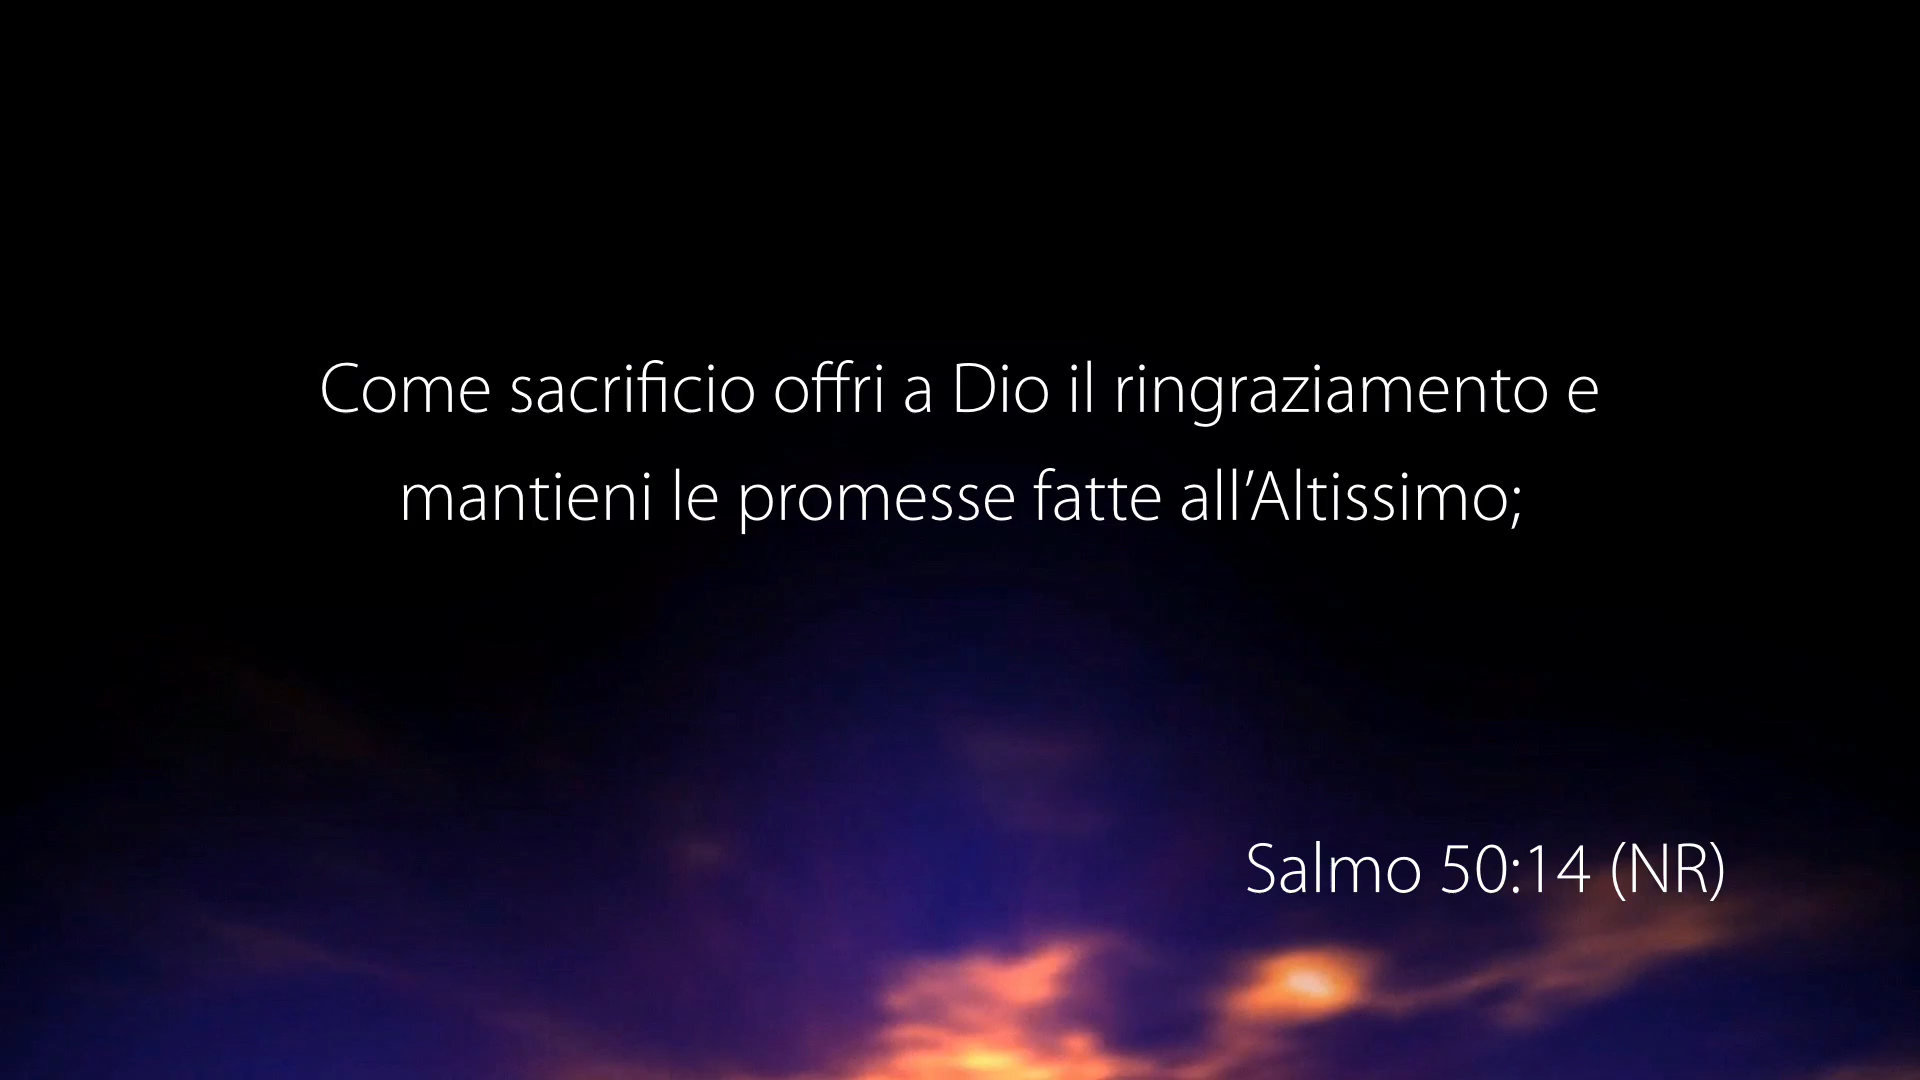 Come sacrificio offri a Dio il ringraziamento e
mantieni le promesse fatte all’Altissimo;
Salmo 50:14 (NR)